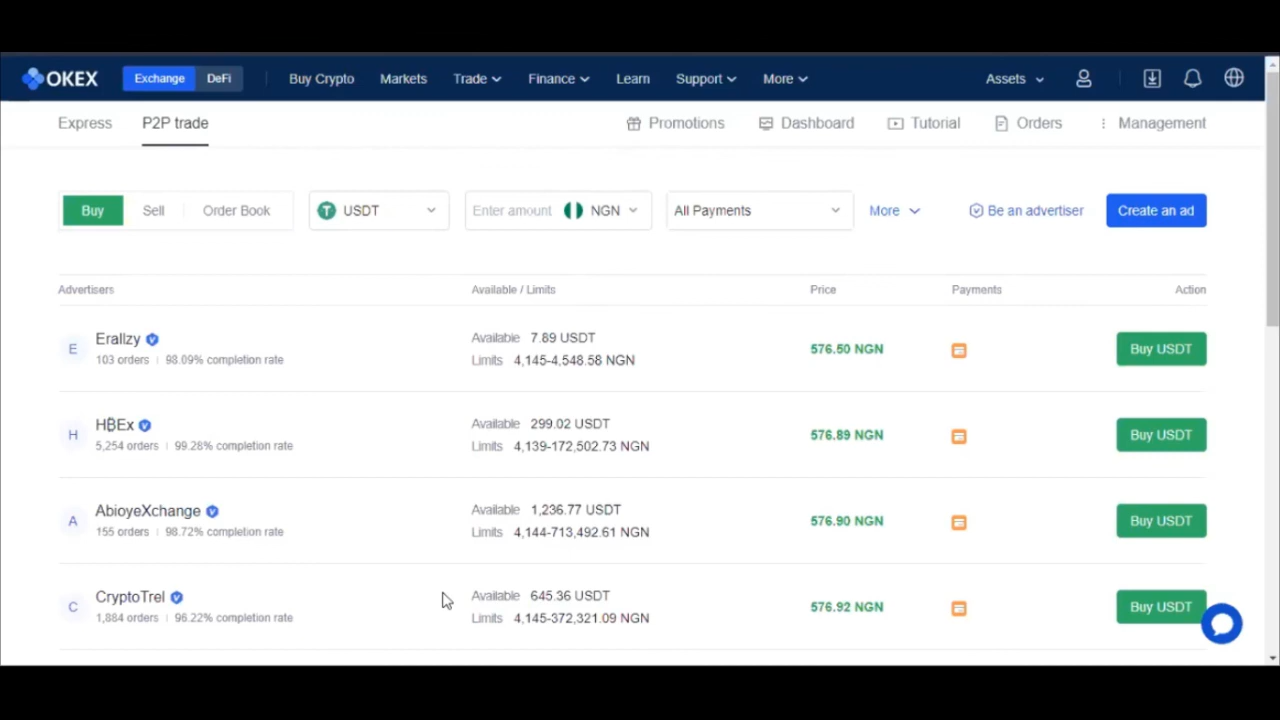 OKEX Exchange DeFi Buy Crypto Markets Trade Finance Learn Support More Assets
Express P2P trade Promotions Dashboard Tutorial Orders Management
Buy Sell Order Book USDT Enter amount NGN All Payments More Be an advertiser Create an ad
Advertisers Available / Limits Price Payments Action
E Erallzy Available 7.89 USDT 576.50 NGN Buy USDT
103 orders 98.09% completion rate Limits 4,145-4,548.58 NGN
H H₿Ex Available 299.02 USDT 576.89 NGN Buy USDT
5,254 orders 99.28% completion rate Limits 4,139-172,502.73 NGN
A AbioyeXchange Available 1,236.77 USDT 576.90 NGN Buy USDT
155 orders 98.72% completion rate Limits 4,144-713,492.61 NGN
C CryptoTrel Available 645.36 USDT 576.92 NGN Buy USDT
1,884 orders 96.22% completion rate Limits 4,145-372,321.09 NGN